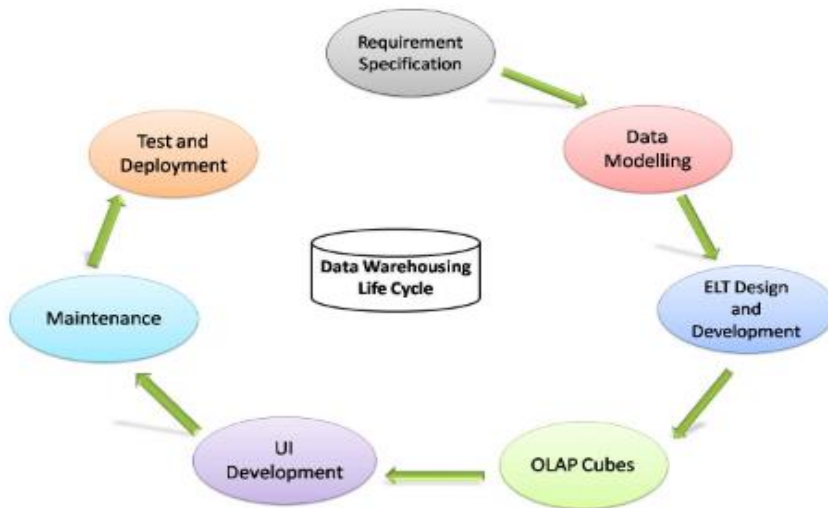 Requirement
Specification
Data
Modelling
ELT Design
and
Development
OLAP Cubes
UI
Development
Maintenance
Test and
Deployment
Data Warehousing
Life Cycle